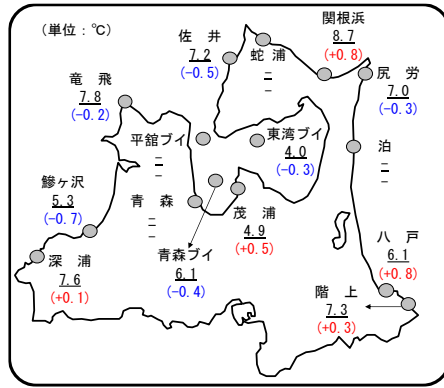 (単位：℃)
関根浜
8.7
(+0.8)
佐 井
7.2
(−0.5)
蛇 浦
－
－
尻 労
7.0
(−0.3)
竜 飛
7.8
(−0.2)
平舘ブイ
－
－
東湾ブイ
4.0
(−0.3)
泊
－
－
鰺ヶ沢
5.3
(−0.7)
青 森
－
－
茂 浦
4.9
(+0.5)
青森ブイ
6.1
(−0.4)
深 浦
7.6
(+0.1)
八 戸
6.1
(+0.8)
階 上
7.3
(+0.3)